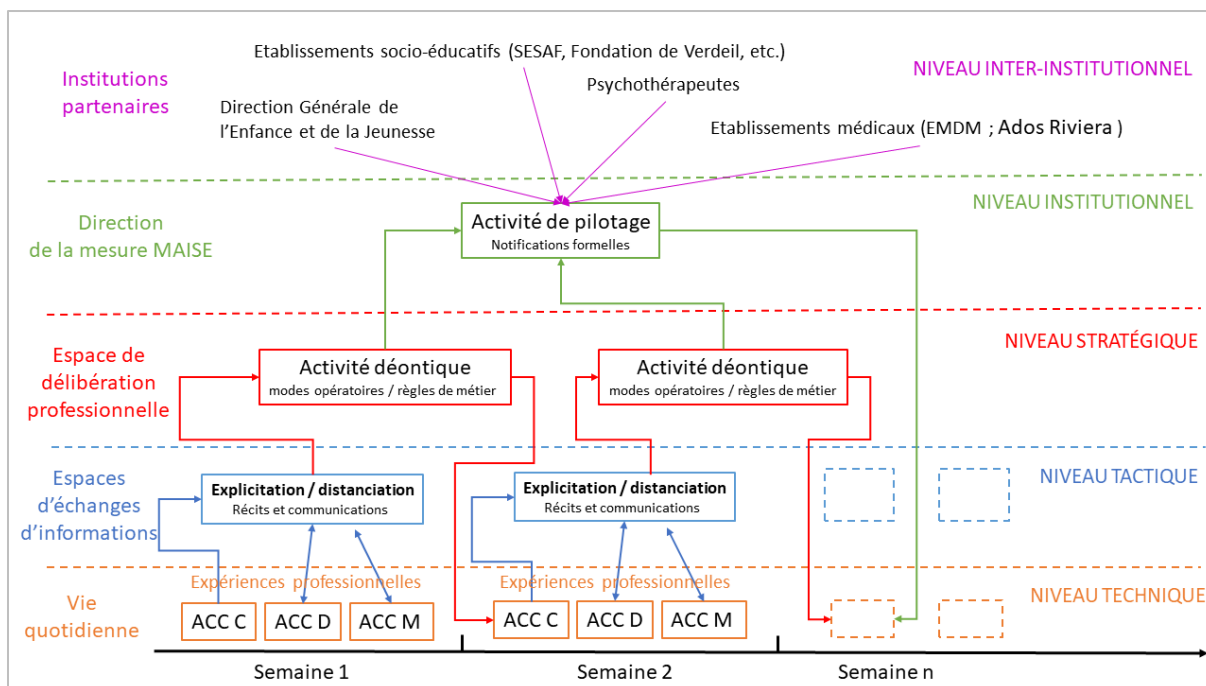 Etablissements socio-éducatifs (SESAF, Fondation de Verdeil, etc.)
NIVEAU INTER-INSTITUTIONNEL
Institutions
partenaires
Psychothérapeutes
Direction Générale de
l'Enfance et de la Jeunesse
Etablissements médicaux (EMDM ; Ados Riviera )
NIVEAU INSTITUTIONNEL
Direction
de la mesure MAISE
Activité de pilotage
Notifications formelles
NIVEAU STRATÉGIQUE
Espace de
délibération
professionnelle
Activité déontique
modes opératoires / règles de métier
Activité déontique
modes opératoires / règles de métier
NIVEAU TACTIQUE
Espaces
d'échanges
d'informations
Explicitation / distanciation
Récits et communications
Explicitation / distanciation
Récits et communications
Expériences professionnelles
Expériences professionnelles
NIVEAU TECHNIQUE
Vie
quotidienne
ACC C
ACC D
ACC M
ACC C
ACC D
ACC M
Semaine 1
Semaine 2
Semaine n